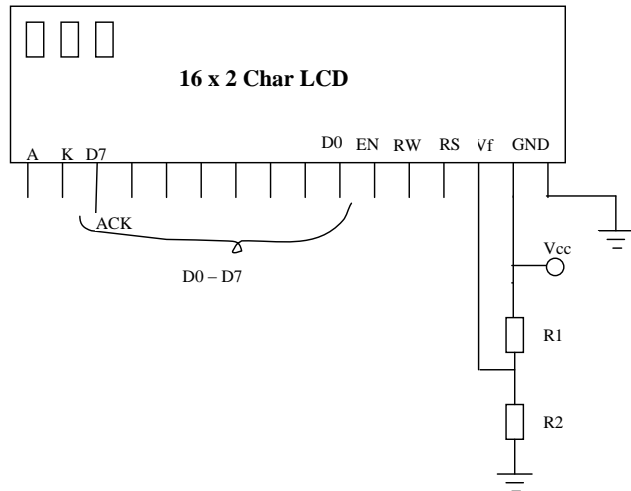 16 x 2 Char LCD
A K D7 D0 EN RW RS Vf GND
ACK
D0 – D7
Vcc
R1
R2